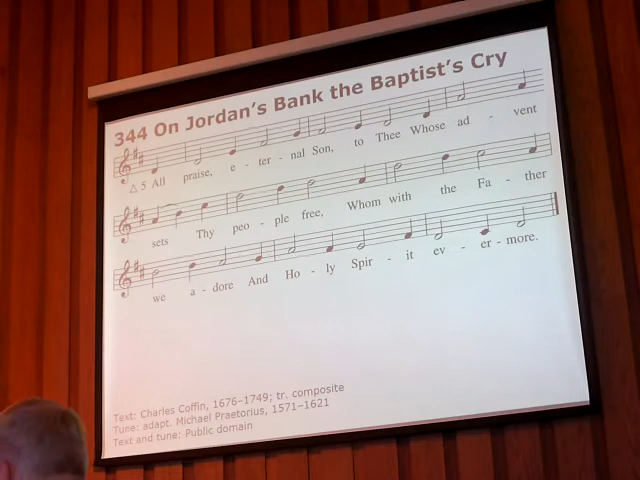 344 On Jordan's Bank the Baptist's Cry
△ 5 All praise, e - ter - nal Son, to Thee Whose ad - vent
sets Thy peo - ple free, Whom with the Fa - ther
we a - dore And Ho - ly Spir - it ev - er - more.
Text: Charles Coffin, 1676–1749; tr. composite
Tune: adapt. Michael Praetorius, 1571–1621
Text and tune: Public domain